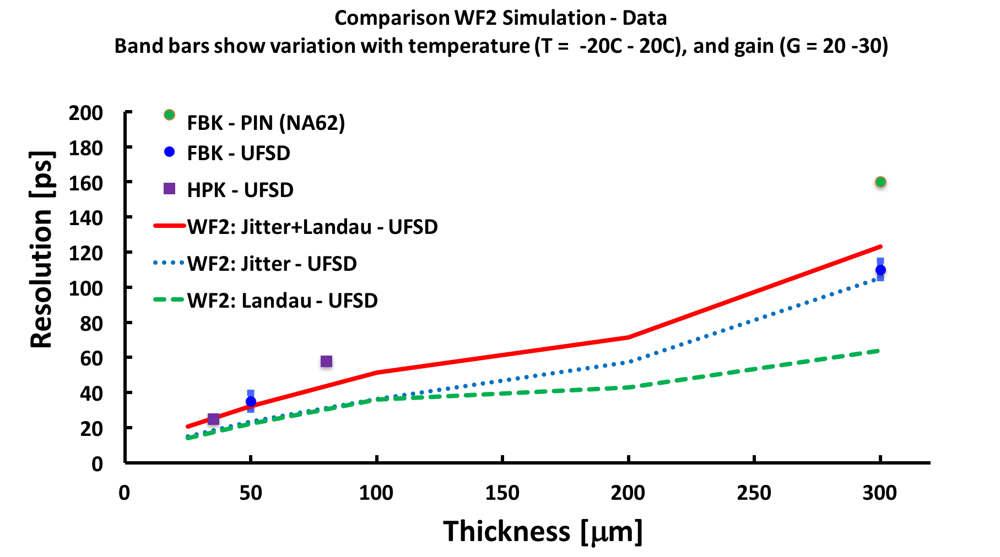 Comparison WF2 Simulation - Data
Band bars show variation with temperature (T = -20C - 20C), and gain (G = 20 -30)
200
180
160
140
120
100
80
60
40
20
0
Resolution [ps]
FBK - PIN (NA62)
FBK - UFSD
HPK - UFSD
WF2: Jitter+Landau - UFSD
WF2: Jitter - UFSD
WF2: Landau - UFSD
0 50 100 150 200 250 300
Thickness [μm]